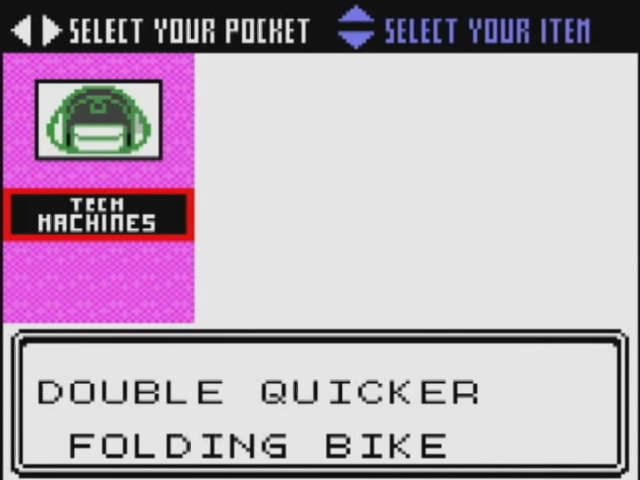 SELECT YOUR POCKET SELECT YOUR ITEM
TECH
MACHINES
DOUBLE QUICKER
FOLDING BIKE